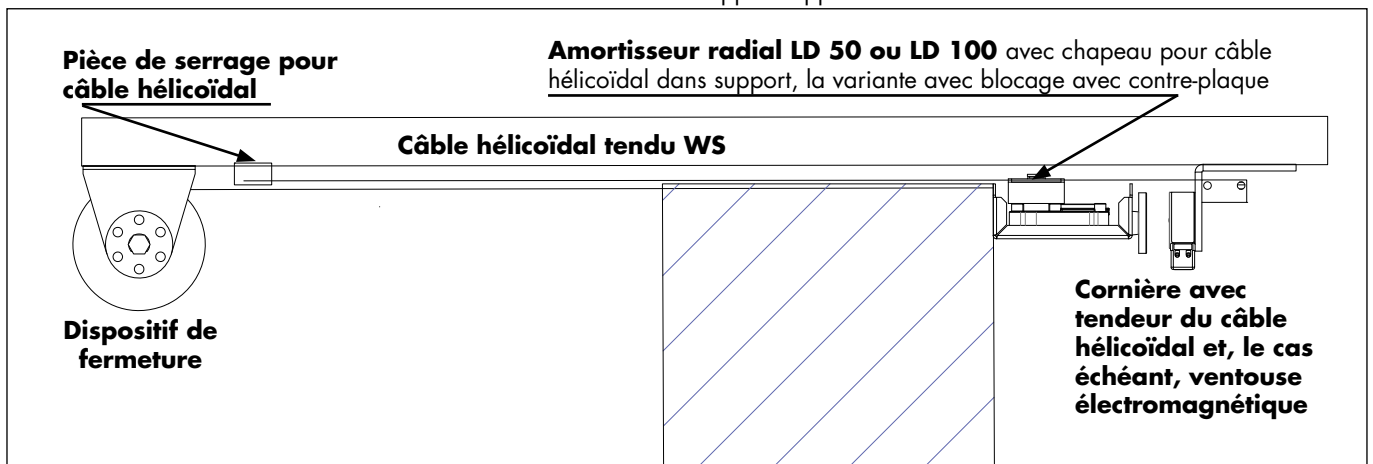 Pièce de serrage pour
câble hélicoïdal
Amortisseur radial LD 50 ou LD 100 avec chapeau pour câble
hélicoïdal dans support, la variante avec blocage avec contre-plaque
Câble hélicoïdal tendu WS
Dispositif de
fermeture
Cornière avec
tendeur du câble
hélicoïdal et, le cas
échéant, ventouse
électromagnétique